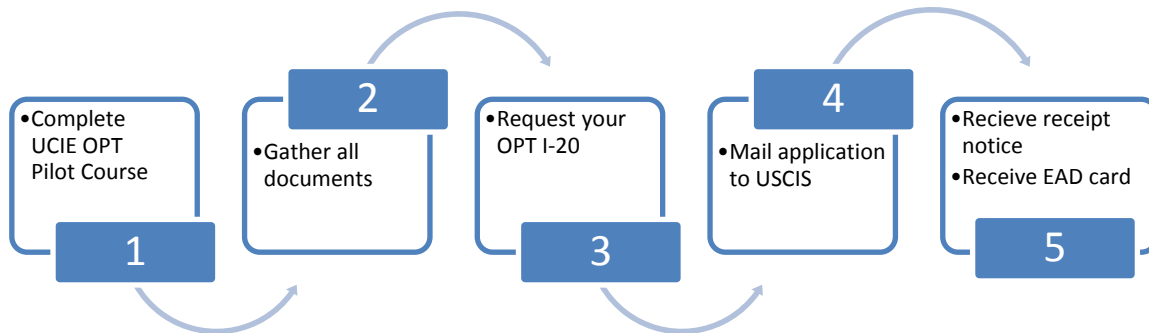 •Complete
UCIE OPT
Pilot Course
1
2
•Gather all
documents
•Request your
OPT I-20
3
4
•Mail application
to USCIS
•Recieve receipt
notice
•Receive EAD card
5